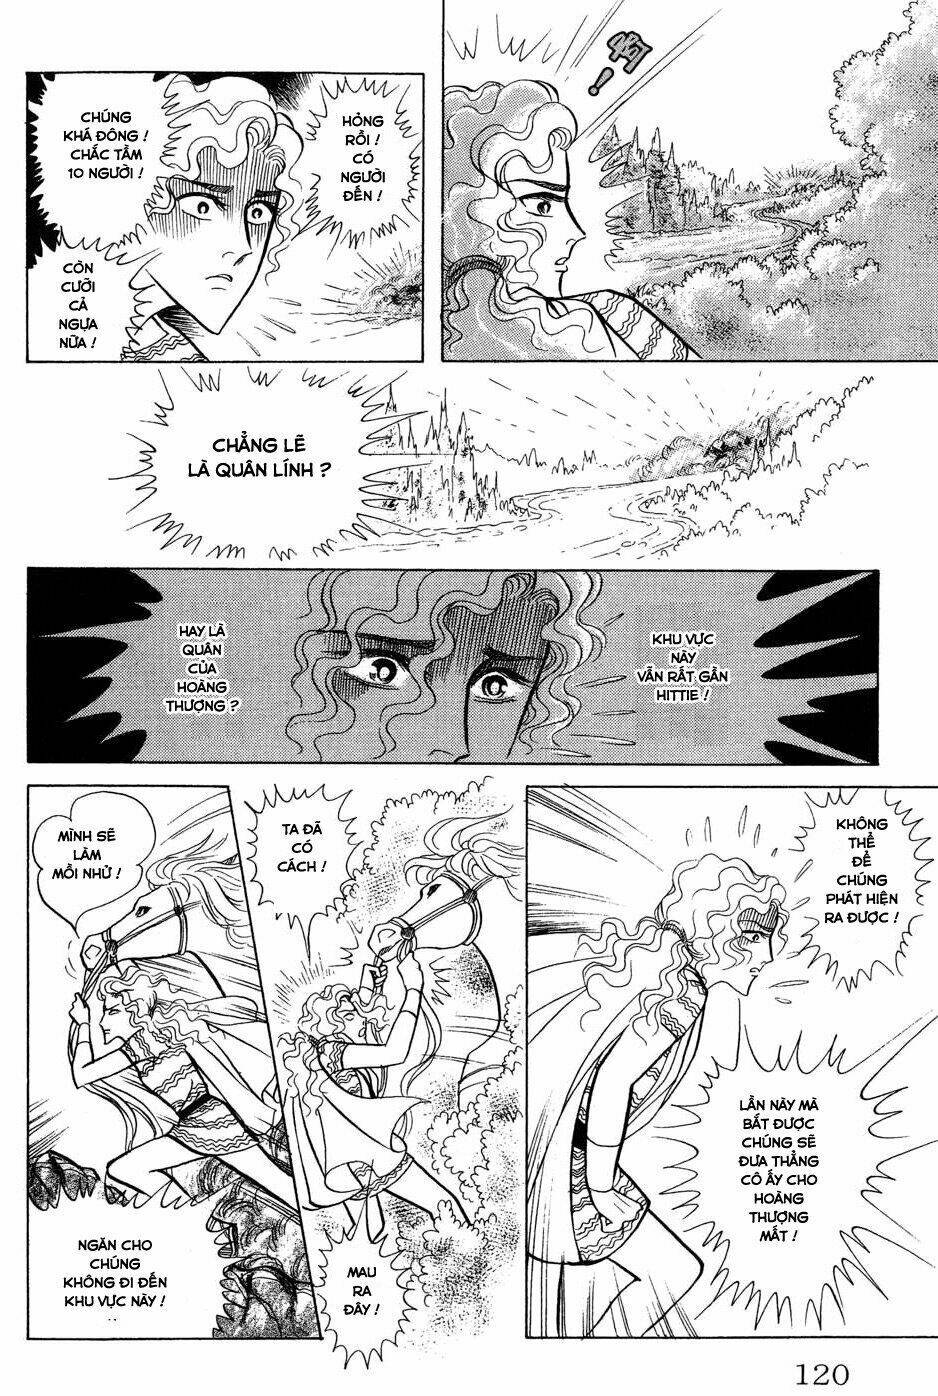 啊!
HỎNG
RỒI! CÓ
NGƯỜI
ĐẾN!
CHÚNG
KHÁ ĐÔNG!
CHẮC TẦM
10 NGƯỜI!
CÒN
CƯỠI
CẢ
NGỰA
NỮA!
CHẲNG LẼ
LÀ QUÂN LÍNH?
KHU VỰC
NÀY
VẪN RẤT GẦN
HITTIE!
HAY LÀ
QUÂN
CỦA
HOÀNG
THƯỢNG?
KHÔNG
THỂ
ĐỂ
CHÚNG
PHÁT HIỆN
RA ĐƯỢC!
LẦN NÀY MÀ
BẮT ĐƯỢC
CHÚNG SẼ
ĐƯA THẲNG
CÔ ẤY CHO
HOÀNG
THƯỢNG
MẤT!
TA ĐÃ
CÓ
CÁCH!
MAU
RA
ĐÂY!
MÌNH SẼ
LÀM
MỒI NHỬ!
NGĂN CHO
CHÚNG
KHÔNG ĐI ĐẾN
KHU VỰC NÀY!
..
120